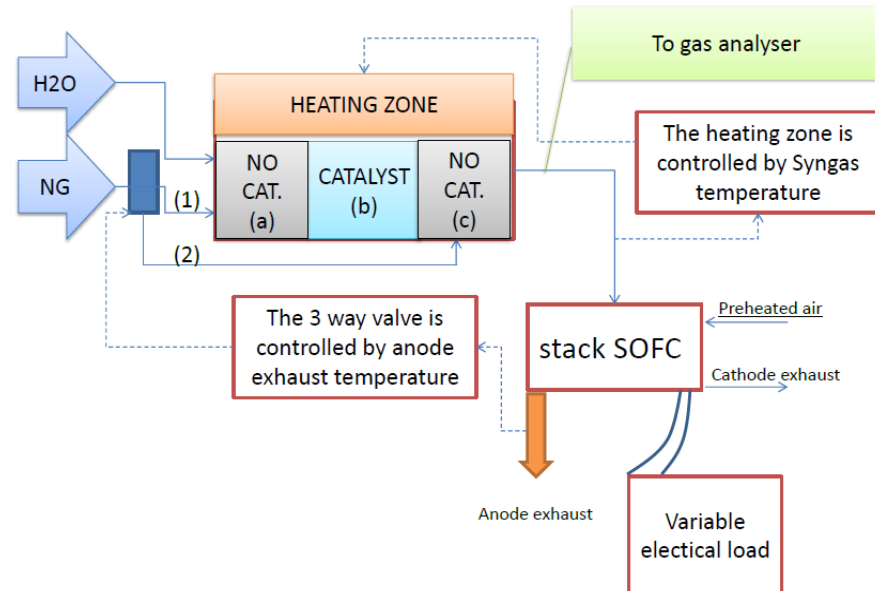 To gas analyser
H2O
HEATING ZONE
NG
(1)
(2)
NO
CAT.
(a)
CATALYST
(b)
NO
CAT.
(c)
The heating zone is
controlled by Syngas
temperature
The 3 way valve is
controlled by anode
exhaust temperature
stack SOFC
Preheated air
Cathode exhaust
Anode exhaust
Variable
electical load